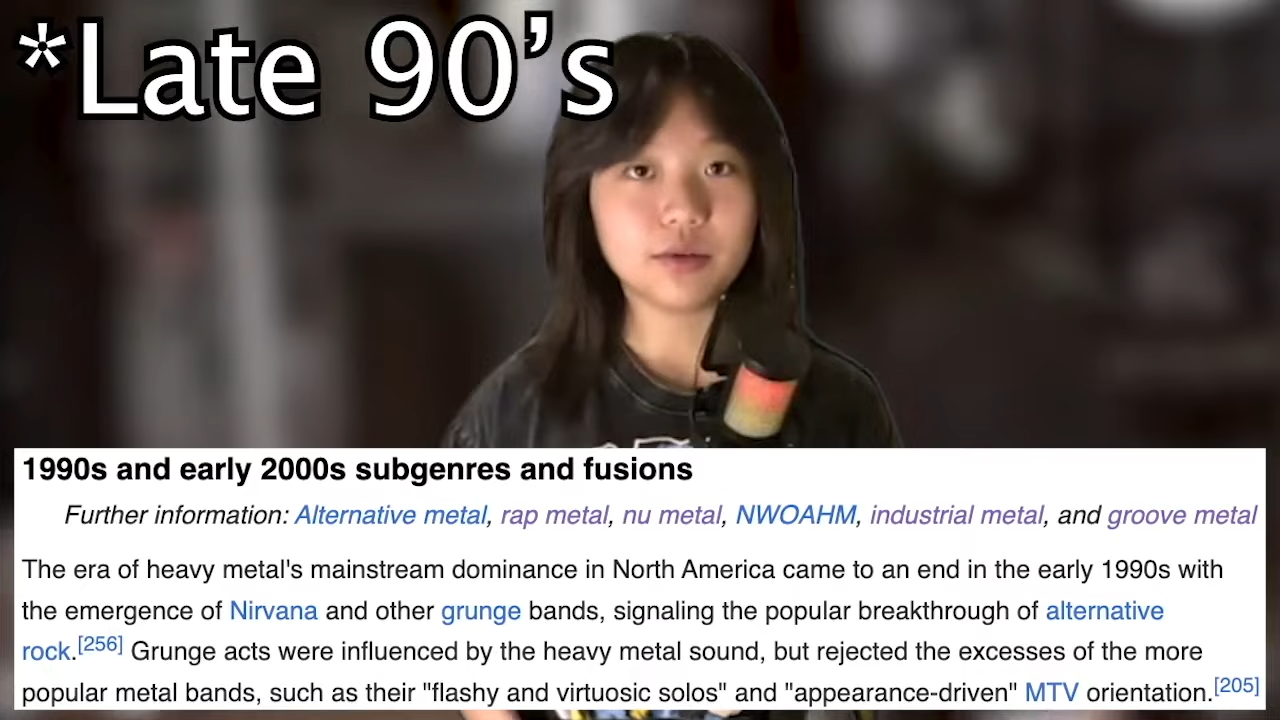 *Late 90’s
1990s and early 2000s subgenres and fusions
Further information: Alternative metal, rap metal, nu metal, NWOAHM, industrial metal, and groove metal
The era of heavy metal's mainstream dominance in North America came to an end in the early 1990s with
the emergence of Nirvana and other grunge bands, signaling the popular breakthrough of alternative
rock.[256] Grunge acts were influenced by the heavy metal sound, but rejected the excesses of the more
popular metal bands, such as their "flashy and virtuosic solos" and "appearance-driven" MTV orientation.[205]